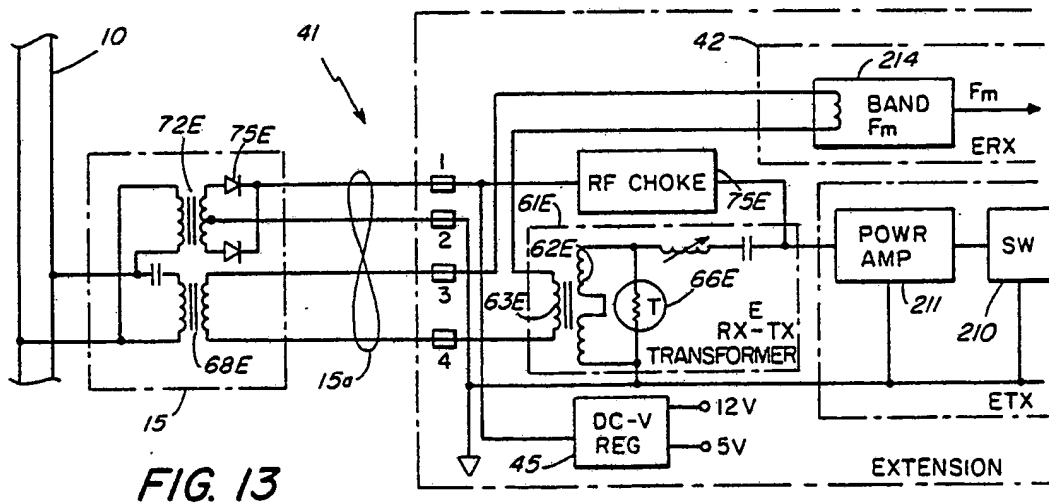 10
41
42
214
BAND
Fm
Fm
ERX
72E
75E
1
RF CHOKE
75E
61E
2
62E
POWR
AMP
SW
3
63E
T
66E
E
RX-TX
TRANSFORMER
211
210
4
68E
15a
15
DC-V
REG
12V
5V
45
ETX
EXTENSION
FIG. 13